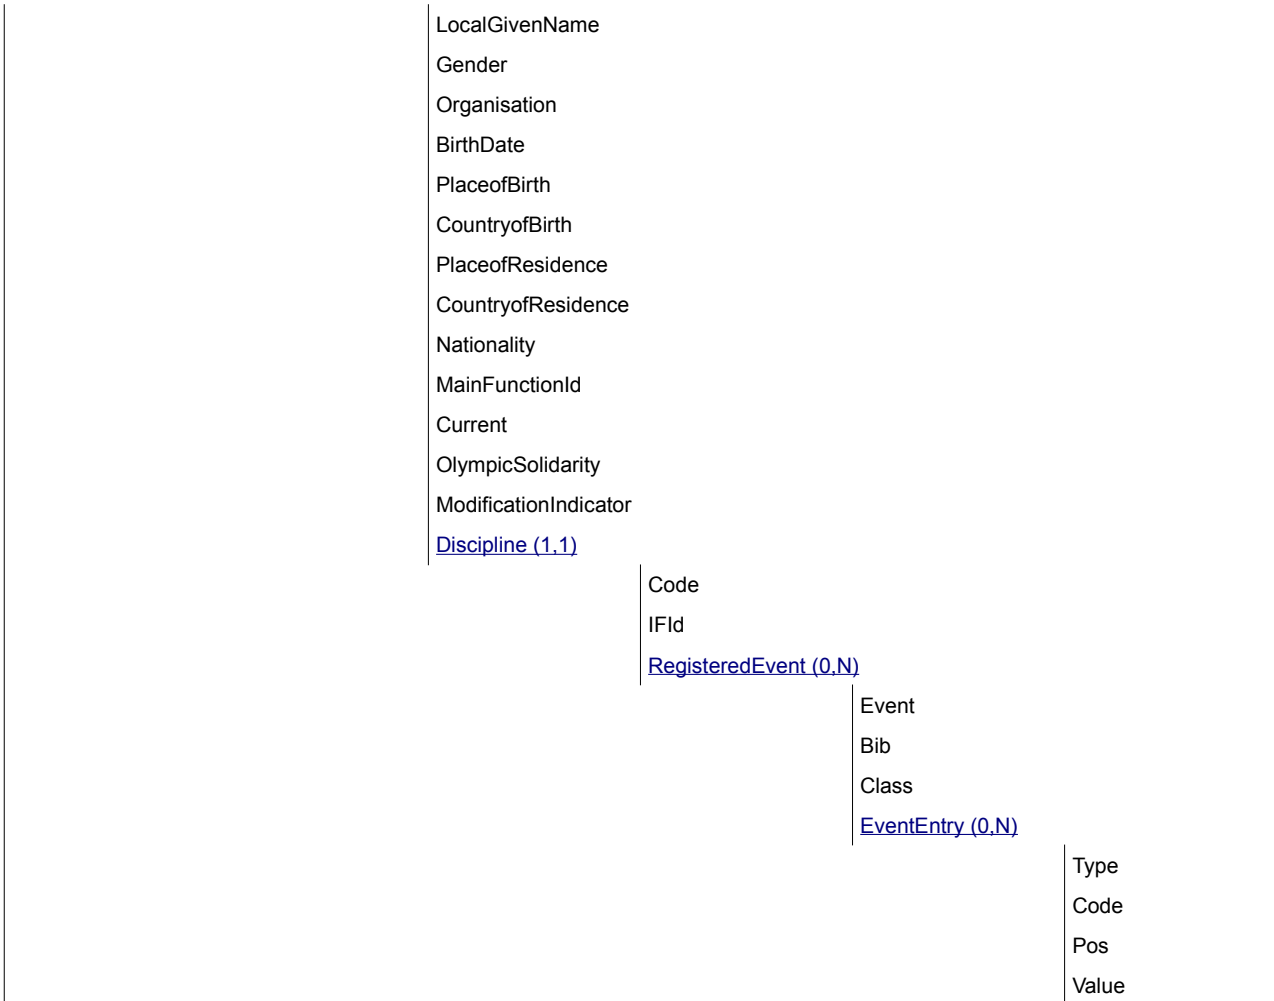 LocalGivenName
Gender
Organisation
BirthDate
PlaceofBirth
CountryofBirth
PlaceofResidence
CountryofResidence
Nationality
MainFunctionId
Current
OlympicSolidarity
ModificationIndicator
Discipline (1,1)
Code
IFId
RegisteredEvent (0,N)
Event
Bib
Class
EventEntry (0,N)
Type
Code
Pos
Value